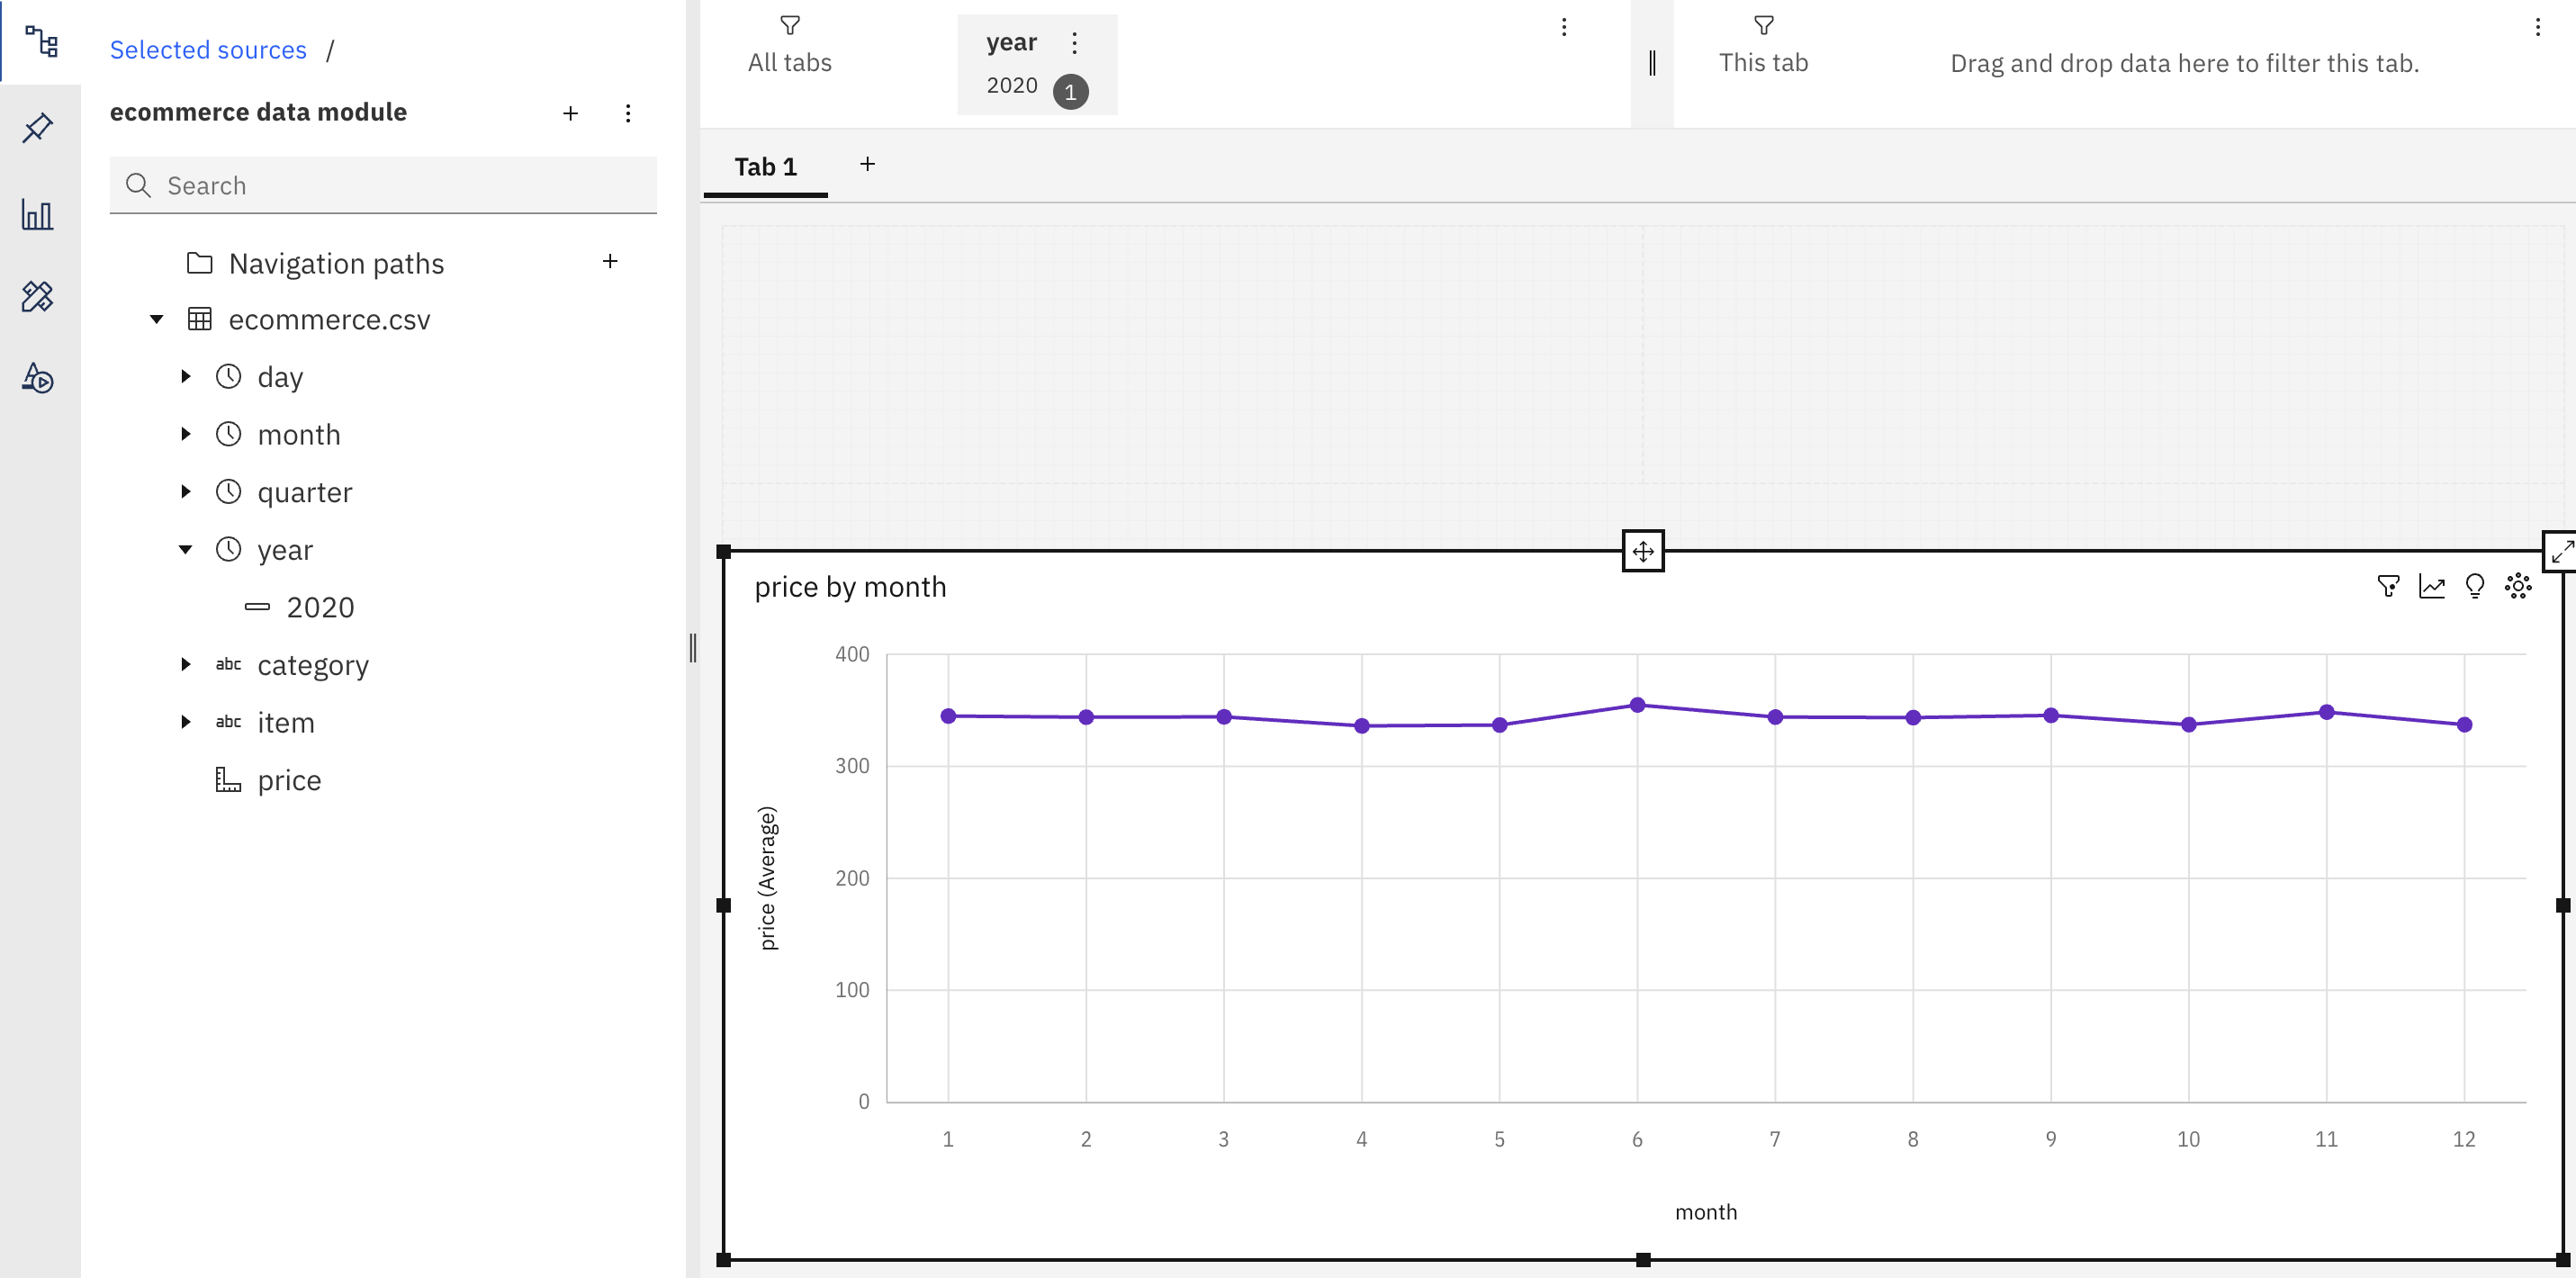 Selected sources /
ecommerce data module
Search
Navigation paths
ecommerce.csv
day
month
quarter
year
2020
abc category
abc item
price
All tabs
year
2020 1
This tab
Drag and drop data here to filter this tab.
Tab 1
price by month
400
300
200
100
0
price (Average)
1 2 3 4 5 6 7 8 9 10 11 12
month